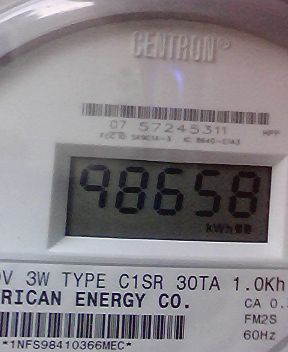 CENTRON®
07 57245311
98658
kWh
V 3W TYPE C1SR 30TA 1.0Kh
RICAN ENERGY CO.
CA 0.
FM2S
60Hz
*1NFS98410366MEC*